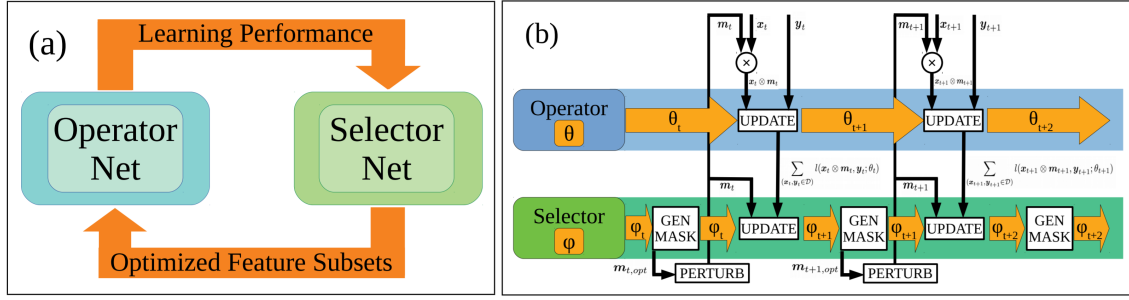 (a)
Learning Performance
Operator
Net
Selector
Net
Optimized Feature Subsets
(b)
m_t x_t y_t m_{t+1} x_{t+1} y_{t+1}
⊗ ⊗
x_t ⊗ m_t x_{t+1} ⊗ m_{t+1}
Operator
θ
θ_t UPDATE θ_{t+1} UPDATE θ_{t+2}
∑_{(x_t,y_t∈D)} l(x_t ⊗ m_t, y_t; θ_t) ∑_{(x_{t+1},y_{t+1}∈D)} l(x_{t+1} ⊗ m_{t+1}, y_{t+1}; θ_{t+1})
m_t m_{t+1}
Selector
φ
φ_t GEN MASK φ_t UPDATE φ_{t+1} GEN MASK φ_{t+1} UPDATE φ_{t+2} GEN MASK φ_{t+2}
m_{t,opt} PERTURB m_{t+1,opt} PERTURB